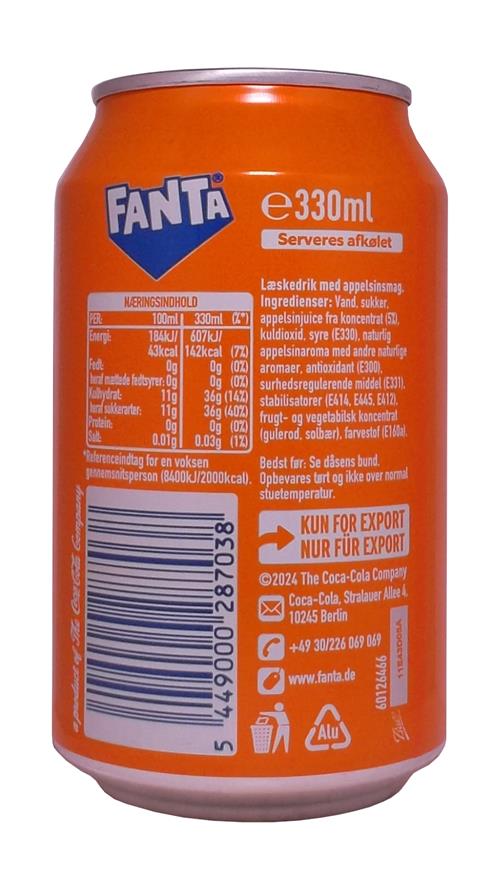 FANTA®
℮330ml
Serveres afkølet
NÆRINGSINDHOLD
PER: 100ml 330ml (%*)
Energi: 184kJ/ 607kJ/
43kcal 142kcal (7%)
Fedt: 0g 0g (0%)
heraf mættede fedtsyrer: 0g 0g (0%)
Kulhydrat: 11g 36g (14%)
heraf sukkerarter: 11g 36g (40%)
Protein: 0g 0g (0%)
Salt: 0.01g 0.03g (1%)
*Referenceindtag for en voksen
gennemsnitsperson (8400kJ/2000kcal).
Læskedrik med appelsinsmag.
Ingredienser: Vand, sukker,
appelsinjuice fra koncentrat (5%),
kuldioxid, syre (E330), naturlig
appelsinaroma med andre naturlige
aromaer, antioxidant (E300),
surhedsregulerende middel (E331),
stabilisatorer (E414, E445, E412),
frugt- og vegetabilsk koncentrat
(gulerod, solbær), farvestof (E160a).
Bedst før: Se dåsens bund.
Opbevares tørt og ikke over normal
stuetemperatur.
KUN FOR EXPORT
NUR FÜR EXPORT
©2024 The Coca-Cola Company
Coca-Cola, Stralauer Allee 4,
10245 Berlin
+49 30/226 069 069
www.fanta.de
Alu
a product of The Coca-Cola Company
5 449000 287038
60126466
11E43D05A